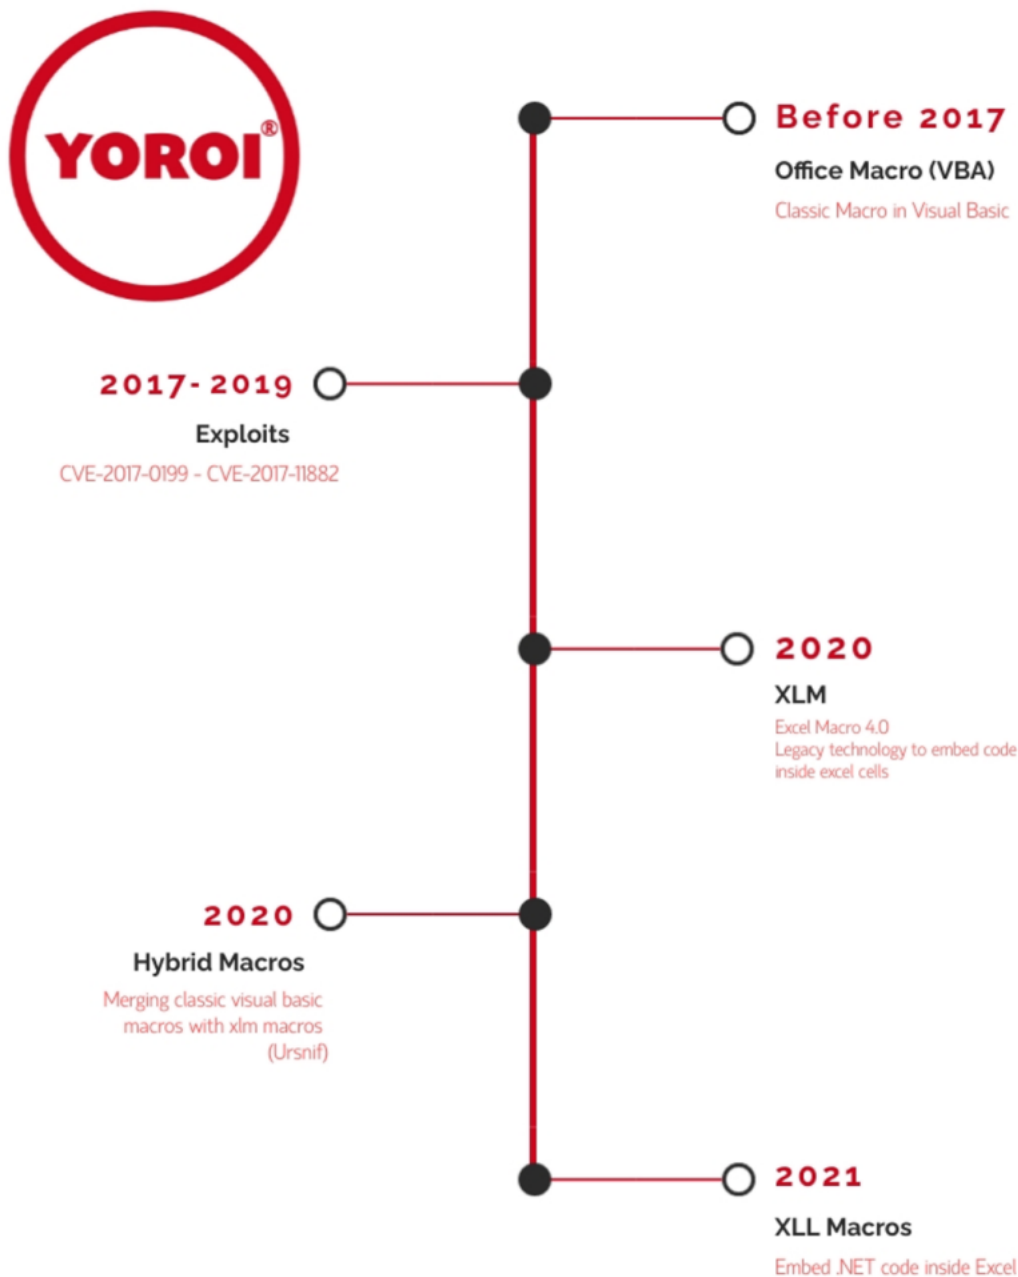 YOROI®
Before 2017
Office Macro (VBA)
Classic Macro in Visual Basic
2017- 2019
Exploits
CVE-2017-0199 - CVE-2017-11882
2020
XLM
Excel Macro 4.0
Legacy technology to embed code
inside excel cells
2020
Hybrid Macros
Merging classic visual basic
macros with xlm macros
(Ursnif)
2021
XLL Macros
Embed .NET code inside Excel